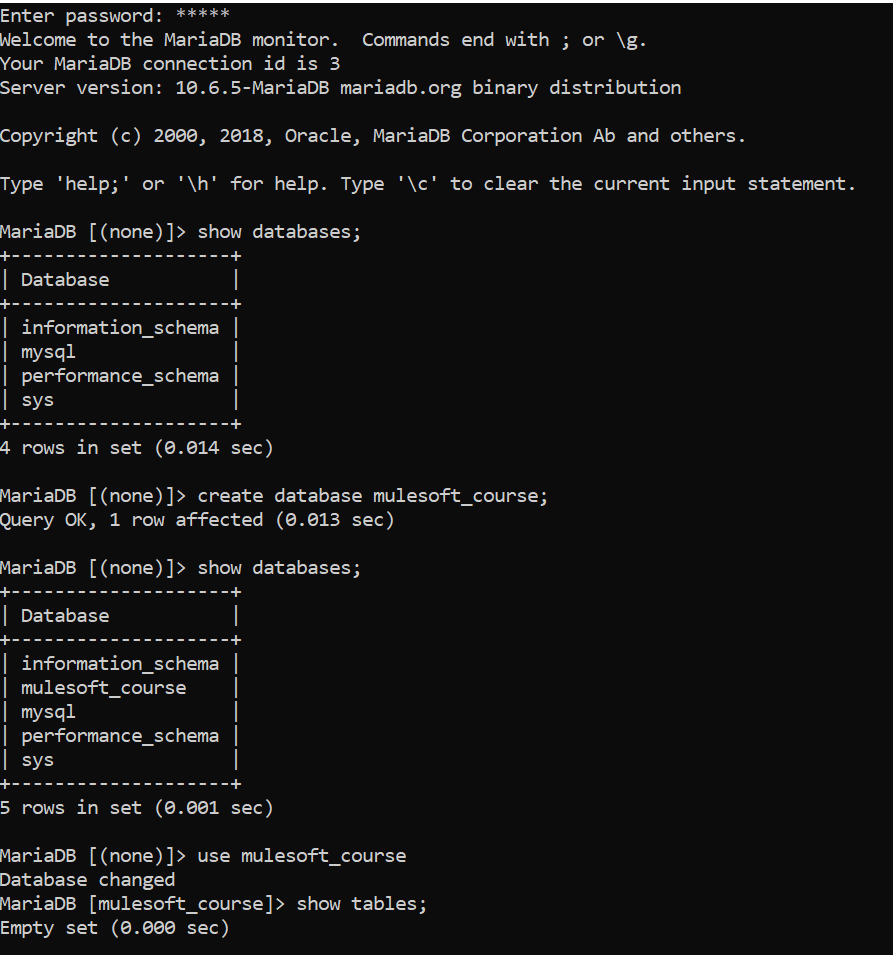 Enter password: *****
Welcome to the MariaDB monitor.  Commands end with ; or \g.
Your MariaDB connection id is 3
Server version: 10.6.5-MariaDB mariadb.org binary distribution

Copyright (c) 2000, 2018, Oracle, MariaDB Corporation Ab and others.

Type 'help;' or '\h' for help. Type '\c' to clear the current input statement.

MariaDB [(none)]> show databases;
+--------------------+
| Database           |
+--------------------+
| information_schema |
| mysql              |
| performance_schema |
| sys                |
+--------------------+
4 rows in set (0.014 sec)

MariaDB [(none)]> create database mulesoft_course;
Query OK, 1 row affected (0.013 sec)

MariaDB [(none)]> show databases;
+--------------------+
| Database           |
+--------------------+
| information_schema |
| mulesoft_course    |
| mysql              |
| performance_schema |
| sys                |
+--------------------+
5 rows in set (0.001 sec)

MariaDB [(none)]> use mulesoft_course
Database changed
MariaDB [mulesoft_course]> show tables;
Empty set (0.000 sec)